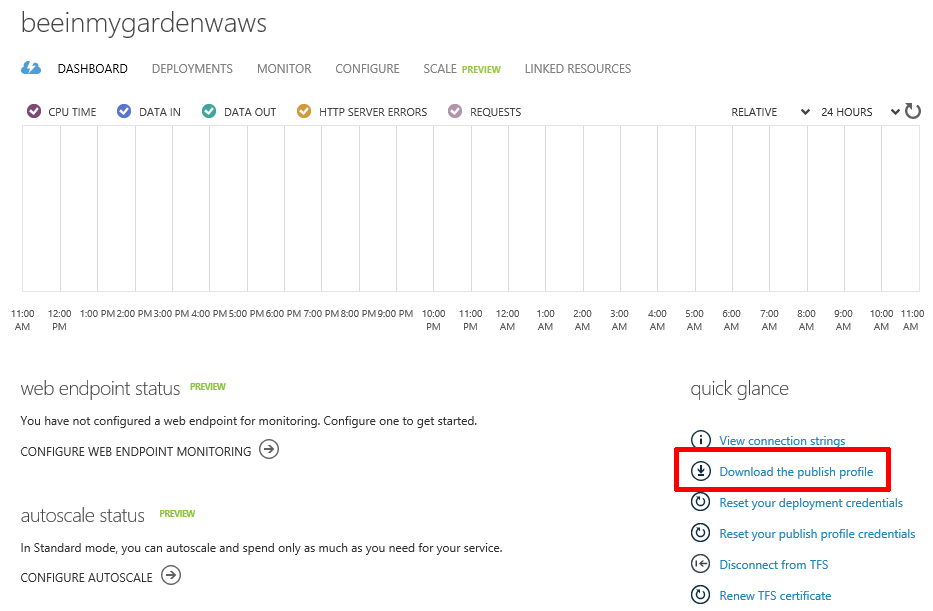 beeinmygardenwaws
DASHBOARD DEPLOYMENTS MONITOR CONFIGURE SCALE PREVIEW LINKED RESOURCES
CPU TIME DATA IN DATA OUT HTTP SERVER ERRORS REQUESTS RELATIVE 24 HOURS
11:00 12:00 1:00 PM 2:00 PM 3:00 PM 4:00 PM 5:00 PM 6:00 PM 7:00 PM 8:00 PM 9:00 PM 10:00 11:00 12:00 1:00 2:00 3:00 4:00 5:00 6:00 7:00 8:00 9:00 10:00 11:00
AM PM PM PM AM AM AM AM AM AM AM AM AM AM AM AM
web endpoint status PREVIEW
You have not configured a web endpoint for monitoring. Configure one to get started.
CONFIGURE WEB ENDPOINT MONITORING
autoscale status PREVIEW
In Standard mode, you can autoscale and spend only as much as you need for your service.
CONFIGURE AUTOSCALE
quick glance
View connection strings
Download the publish profile
Reset your deployment credentials
Reset your publish profile credentials
Disconnect from TFS
Renew TFS certificate